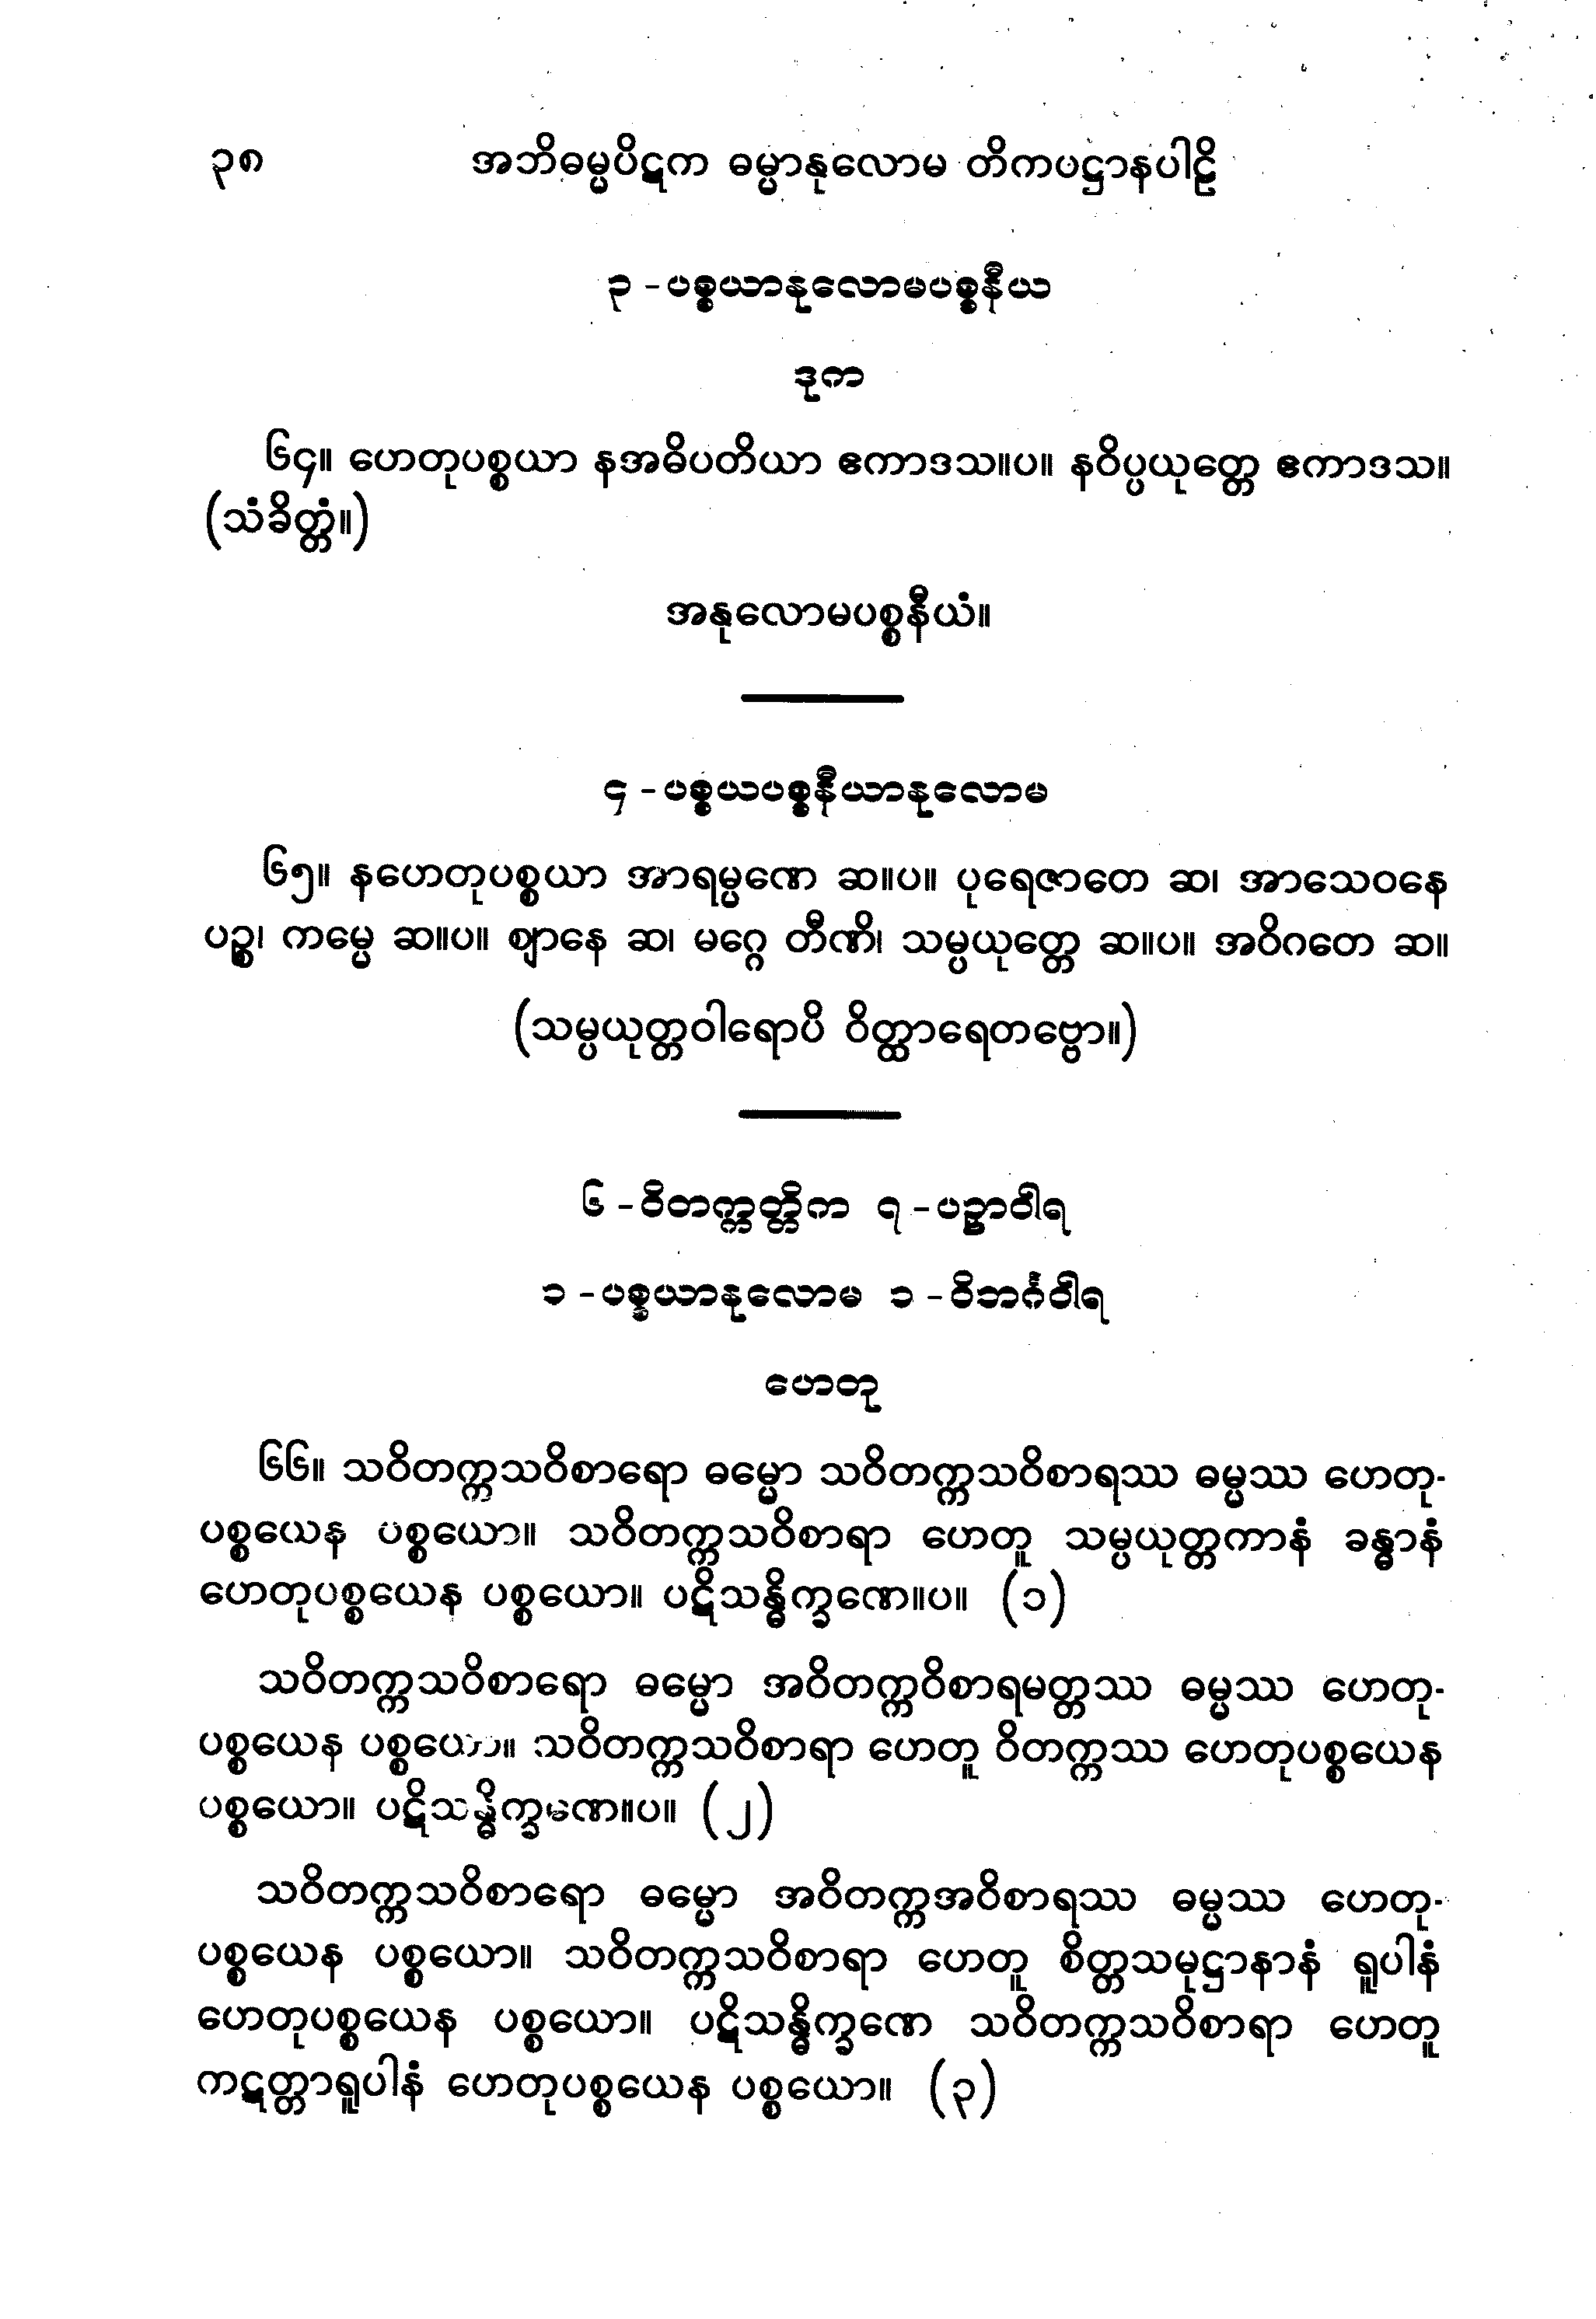 ၃၈ အဘိဓမ္မပိဋက ဓမ္မာနုလောမ တိကပဋ္ဌာနပါဠိ
၃ -ပစ္စယာနုလောမပစ္စနီယ
ဒုက
၆၄။ ဟေတုပစ္စယာ နအဓိပတိယာ ဧကာဒသ။ပ။ နဝိပ္ပယုတ္တေ ဧကာဒသ။
(သံခိတ္တံ။)
အနုလောမပစ္စနီယံ။
၄ -ပစ္စယပစ္စနီယာနုလောမ
၆၅။ နဟေတုပစ္စယာ အာရမ္မဏေ ဆ။ပ။ ပုရေဇာတေ ဆ၊ အာသေဝနေ
ပဉ္စ၊ ကမ္မေ ဆ။ပ။ ဈာနေ ဆ၊ မဂ္ဂေ တီဏိ၊ သမ္ပယုတ္တေ ဆ။ပ။ အဝိဂတေ ဆ။
(သမ္ပယုတ္တဝါရောပိ ဝိတ္ထာရေတဗ္ဗော။)
၆ -ဝိတက္ကတ္တိက ၇ -ပဉှာဝါရ
၁ -ပစ္စယာနုလောမ ၁ -ဝိဘင်္ဂဝါရ
ဟေတု
၆၆။ သဝိတက္ကသဝိစာရော ဓမ္မော သဝိတက္ကသဝိစာရဿ ဓမ္မဿ ဟေတု-
ပစ္စယေန ပစ္စယော။ သဝိတက္ကသဝိစာရာ ဟေတူ သမ္ပယုတ္တကာနံ ခန္ဓာနံ
ဟေတုပစ္စယေန ပစ္စယော။ ပဋိသန္ဓိက္ခဏေ။ပ။ (၁)
သဝိတက္ကသဝိစာရော ဓမ္မော အဝိတက္ကဝိစာရမတ္တဿ ဓမ္မဿ ဟေတု-
ပစ္စယေန ပစ္စယော။ သဝိတက္ကသဝိစာရာ ဟေတူ ဝိတက္ကဿ ဟေတုပစ္စယေန
ပစ္စယော။ ပဋိသန္ဓိက္ခဏေ။ပ။ (၂)
သဝိတက္ကသဝိစာရော ဓမ္မော အဝိတက္ကအဝိစာရဿ ဓမ္မဿ ဟေတု-
ပစ္စယေန ပစ္စယော။ သဝိတက္ကသဝိစာရာ ဟေတူ စိတ္တသမုဋ္ဌာနာနံ ရူပါနံ
ဟေတုပစ္စယေန ပစ္စယော။ ပဋိသန္ဓိက္ခဏေ သဝိတက္ကသဝိစာရာ ဟေတူ
ကဋတ္တာရူပါနံ ဟေတုပစ္စယေန ပစ္စယော။ (၃)